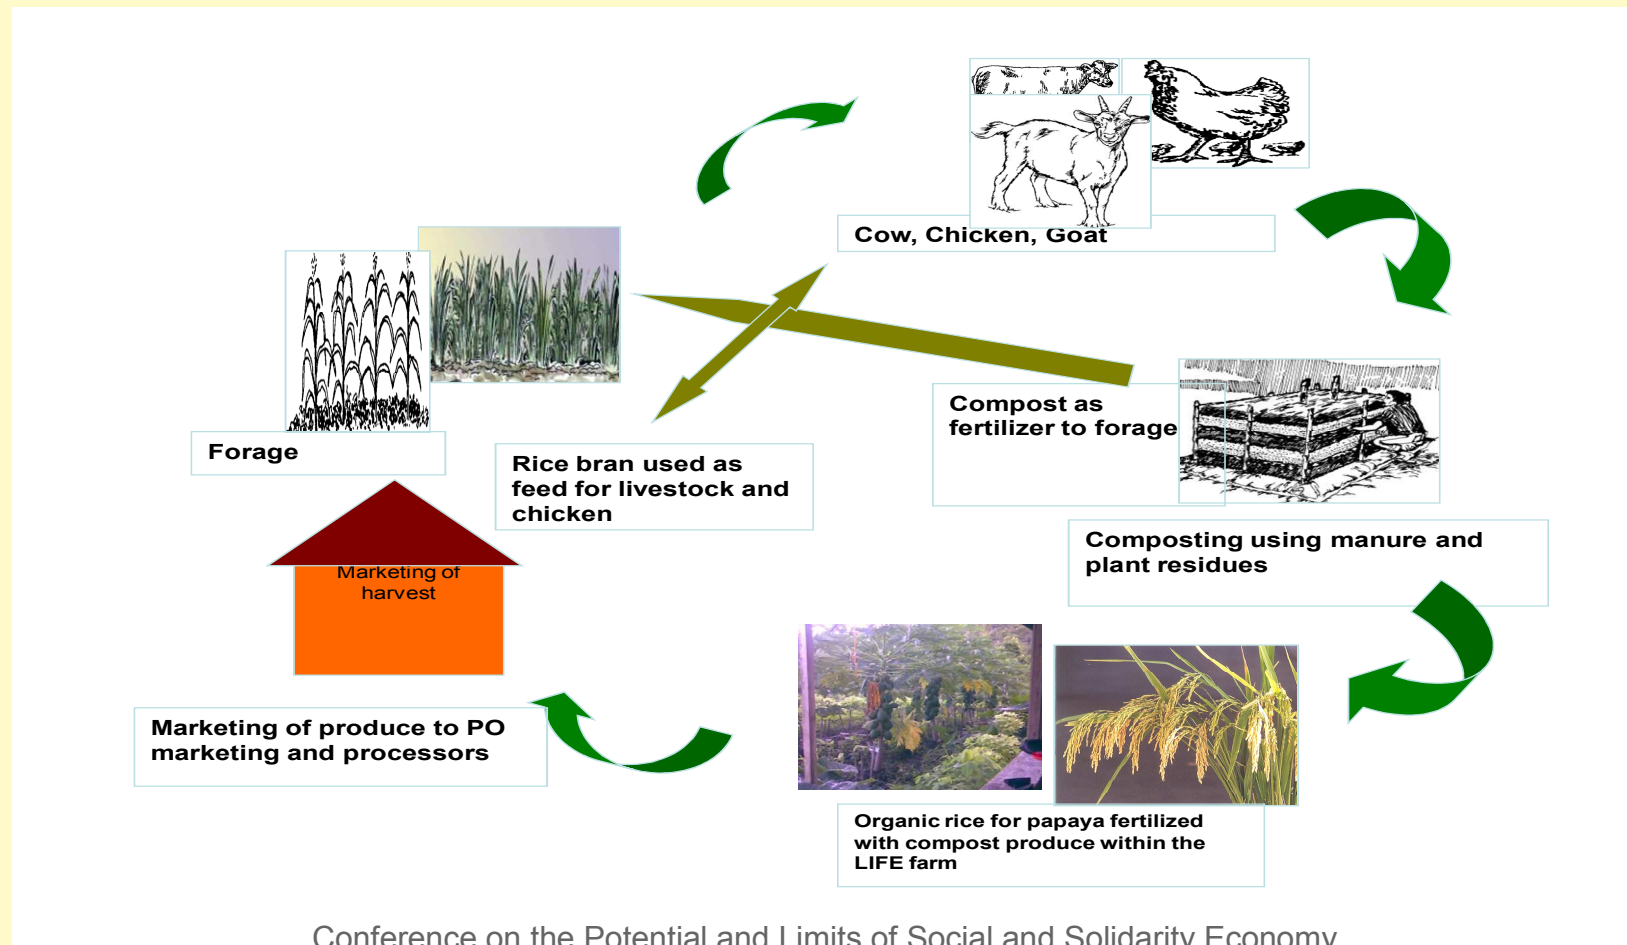 Cow, Chicken, Goat
Forage
Rice bran used as
feed for livestock and
chicken
Compost as
fertilizer to forage
Composting using manure and
plant residues
Marketing of
harvest
Marketing of produce to PO
marketing and processors
Organic rice for papaya fertilized
with compost produce within the
LIFE farm
Conference on the Potential and Limits of Social and Solidarity Economy